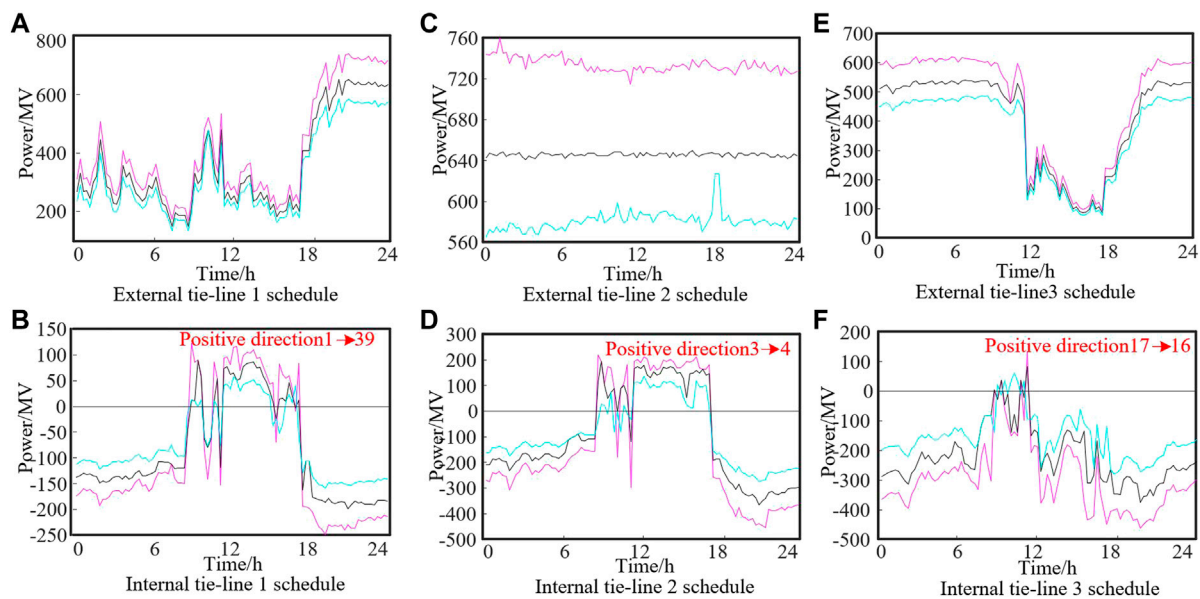 A
800
600
400
200
Power/MV
0
6
12
18
24
Time/h
External tie-line 1 schedule
C
760
720
680
640
600
560
Power/MV
0
6
12
18
24
Time/h
External tie-line 2 schedule
E
700
600
500
400
300
200
100
0
Power/MV
0
6
12
18
24
Time/h
External tie-line3 schedule
B
150
100
50
0
-50
-100
-150
-200
-250
Power/MV
Positive direction1→39
0
6
12
18
24
Time/h
Internal tie-line 1 schedule
D
300
200
100
0
-100
-200
-300
-400
-500
Power/MV
Positive direction3→4
0
6
12
18
24
Time/h
Internal tie-line 2 schedule
F
200
100
0
-100
-200
-300
-400
-500
Power/MV
Positive direction17→16
0
6
12
18
24
Time/h
Internal tie-line 3 schedule